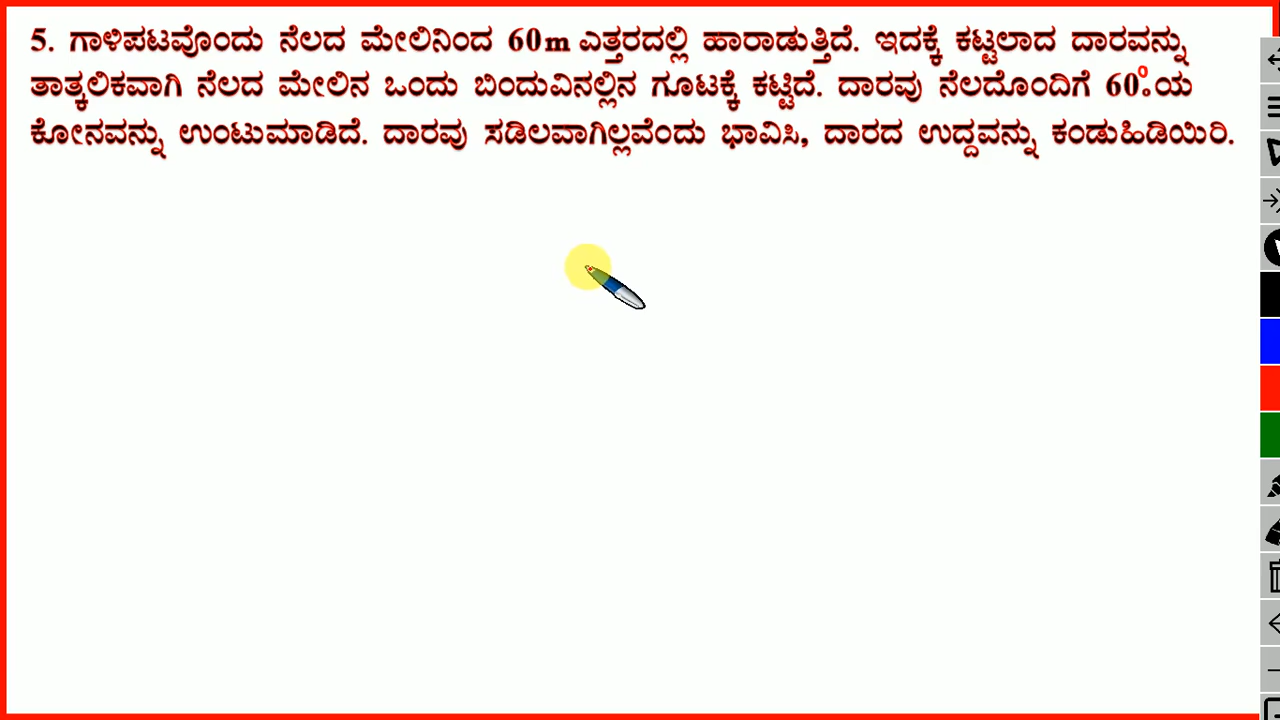 5. ಗಾಳಿಪಟವೊಂದು ನೆಲದ ಮೇಲಿನಿಂದ 60m ಎತ್ತರದಲ್ಲಿ ಹಾರಾಡುತ್ತಿದೆ. ಇದಕ್ಕೆ ಕಟ್ಟಲಾದ ದಾರವನ್ನು
ತಾತ್ಕಲಿಕವಾಗಿ ನೆಲದ ಮೇಲಿನ ಒಂದು ಬಿಂದುವಿನಲ್ಲಿನ ಗೂಟಕ್ಕೆ ಕಟ್ಟಿದೆ. ದಾರವು ನೆಲದೊಂದಿಗೆ 60°.ಯ
ಕೋನವನ್ನು ಉಂಟುಮಾಡಿದೆ. ದಾರವು ಸಡಿಲವಾಗಿಲ್ಲವೆಂದು ಭಾವಿಸಿ, ದಾರದ ಉದ್ದವನ್ನು ಕಂಡುಹಿಡಿಯಿರಿ.